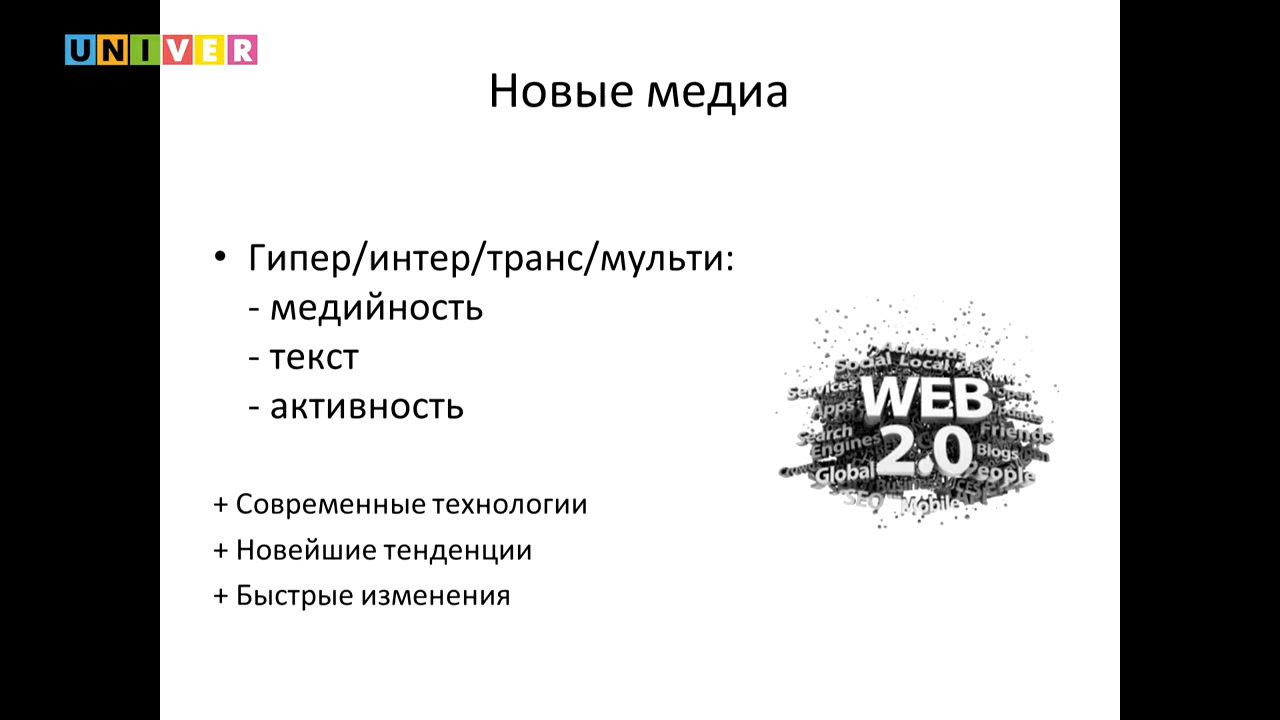 UNIVER
Новые медиа
• Гипер/интер/транс/мульти:
- медийность
- текст
- активность
+ Современные технологии
+ Новейшие тенденции
+ Быстрые изменения
Adwords
Social Local
Services
Apps
WEB
2.0
Search
Engines
Friends
Blogs
Global
People
SEO
Mobile